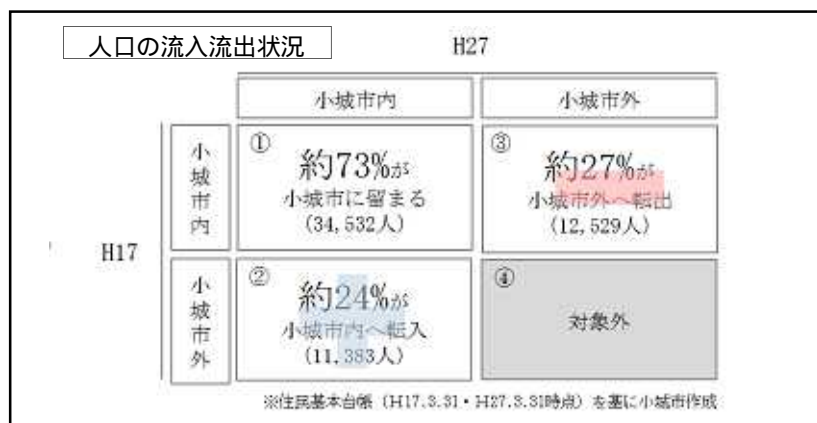 人口の流入流出状況
H27
小城市内
小城市外
H17
小城市内
①
約73%が
小城市に留まる
(34,532人)
③
約27%が
小城市外へ転出
(12,529人)
小城市外
②
約24%が
小城市内へ転入
(11,383人)
④
対象外
※住民基本台帳（H17.3.31・H27.3.31時点）を基に小城市作成